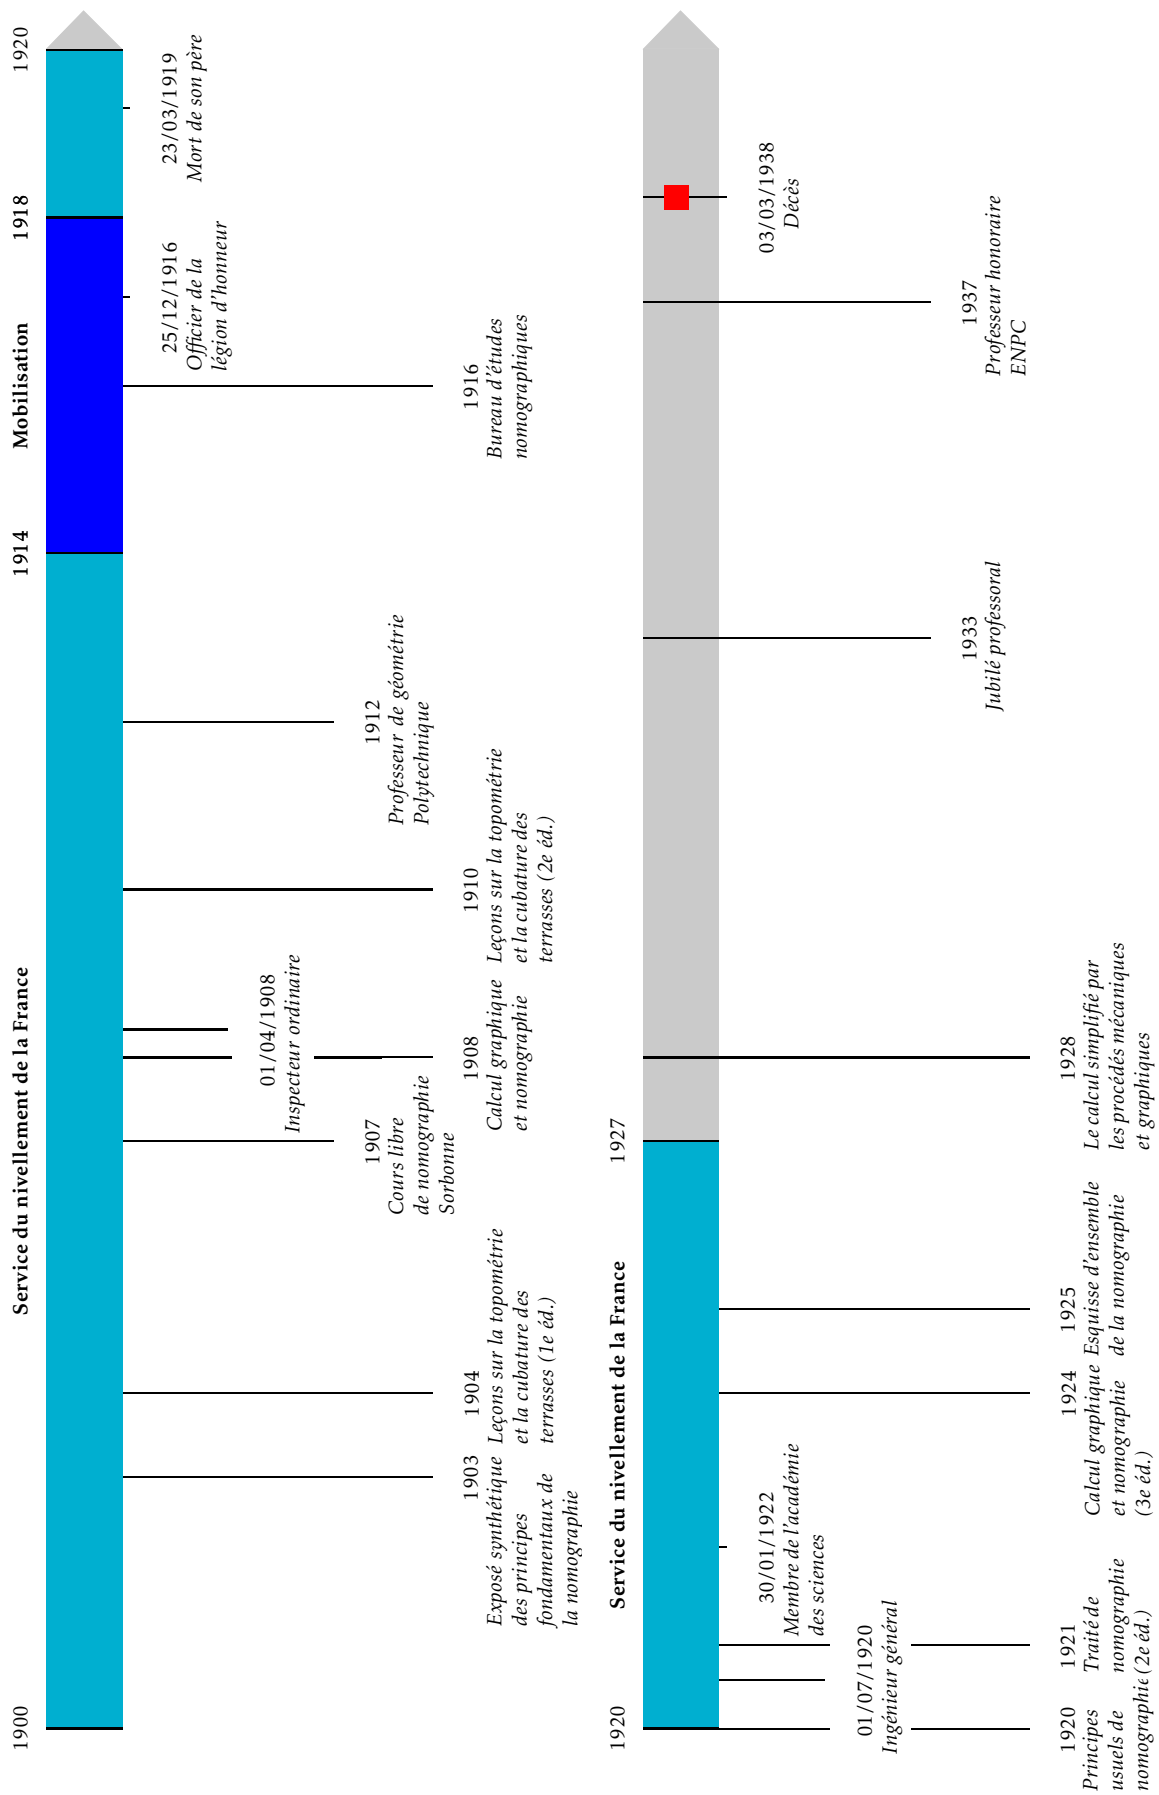 Service du nivellement de la France
Mobilisation
1900
1914
1918
1920
25/12/1916
Officier de la
légion d'honneur
23/03/1919
Mort de son père
01/04/1908
Inspecteur ordinaire
1907
Cours libre
de nomographie
Sorbonne
1912
Professeur de géométrie
Polytechnique
1903
Exposé synthétique
des principes
fondamentaux de
la nomographie
1904
Leçons sur la topométrie
et la cubature des
terrasses (1e éd.)
1908
Calcul graphique
et nomographie
1910
Leçons sur la topométrie
et la cubature des
terrasses (2e éd.)
1916
Bureau d'études
nomographiques
Service du nivellement de la France
1920
1927
30/01/1922
Membre de l'académie
des sciences
03/03/1938
Décès
01/07/1920
Ingénieur général
1933
Jubilé professoral
1937
Professeur honoraire
ENPC
1920
Principes
usuels de
nomographie
1921
Traité de
nomographie
(2e éd.)
1924
Calcul graphique
et nomographie
(3e éd.)
1925
Esquisse d'ensemble
de la nomographie
1928
Le calcul simplifié par
les procédés mécaniques
et graphiques